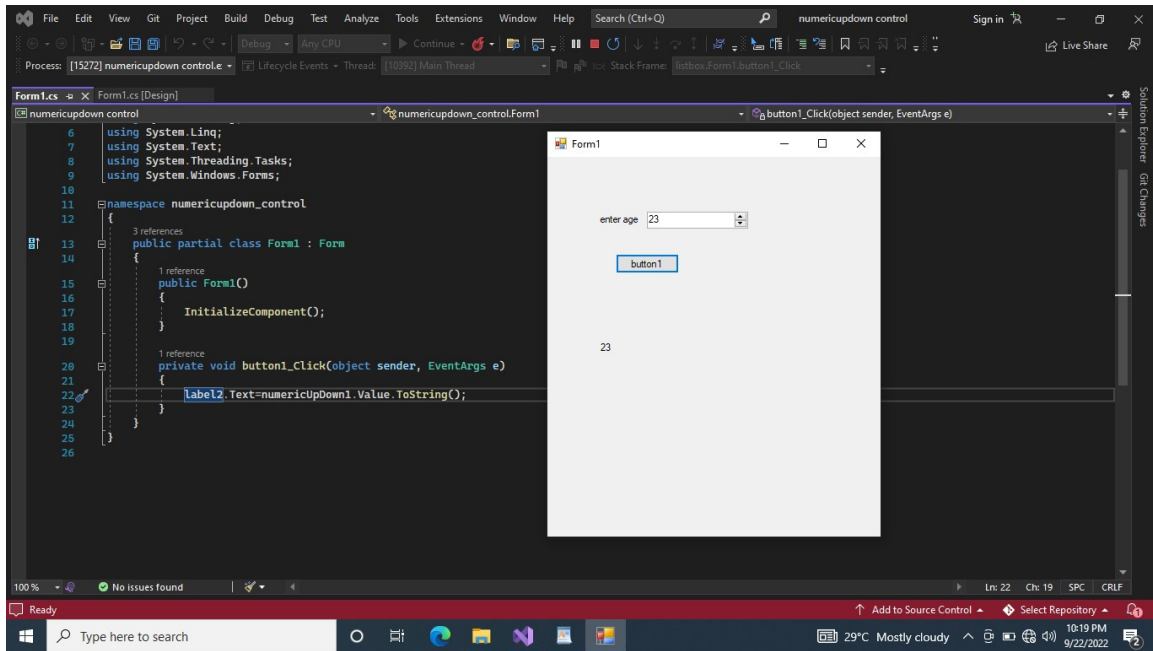 File Edit View Git Project Build Debug Test Analyze Tools Extensions Window Help Search (Ctrl+Q) numericupdown control Sign in
Debug Any CPU Continue Live Share
Process: [15272] numericupdown control.e Lifecycle Events Thread: [10392] Main Thread Stack Frame: listbox.Form1.button1_Click
Form1.cs Form1.cs [Design]
numericupdown control numericupdown_control.Form1 button1_Click(object sender, EventArgs e)
Solution Explorer
Git Changes
6 using System.Linq;
7 using System.Text;
8 using System.Threading.Tasks;
9 using System.Windows.Forms;
10
11 namespace numericupdown_control
12 {
3 references
13 public partial class Form1 : Form
14 {
1 reference
15 public Form1()
16 {
17 InitializeComponent();
18 }
19
1 reference
20 private void button1_Click(object sender, EventArgs e)
21 {
22 label2.Text=numericUpDown1.Value.ToString();
23 }
24 }
25 }
26
Form1
enter age 23
button1
23
100 % No issues found Ln: 22 Ch: 19 SPC CRLF
Ready Add to Source Control Select Repository 1
Type here to search 29°C Mostly cloudy 10:19 PM
9/22/2022 2